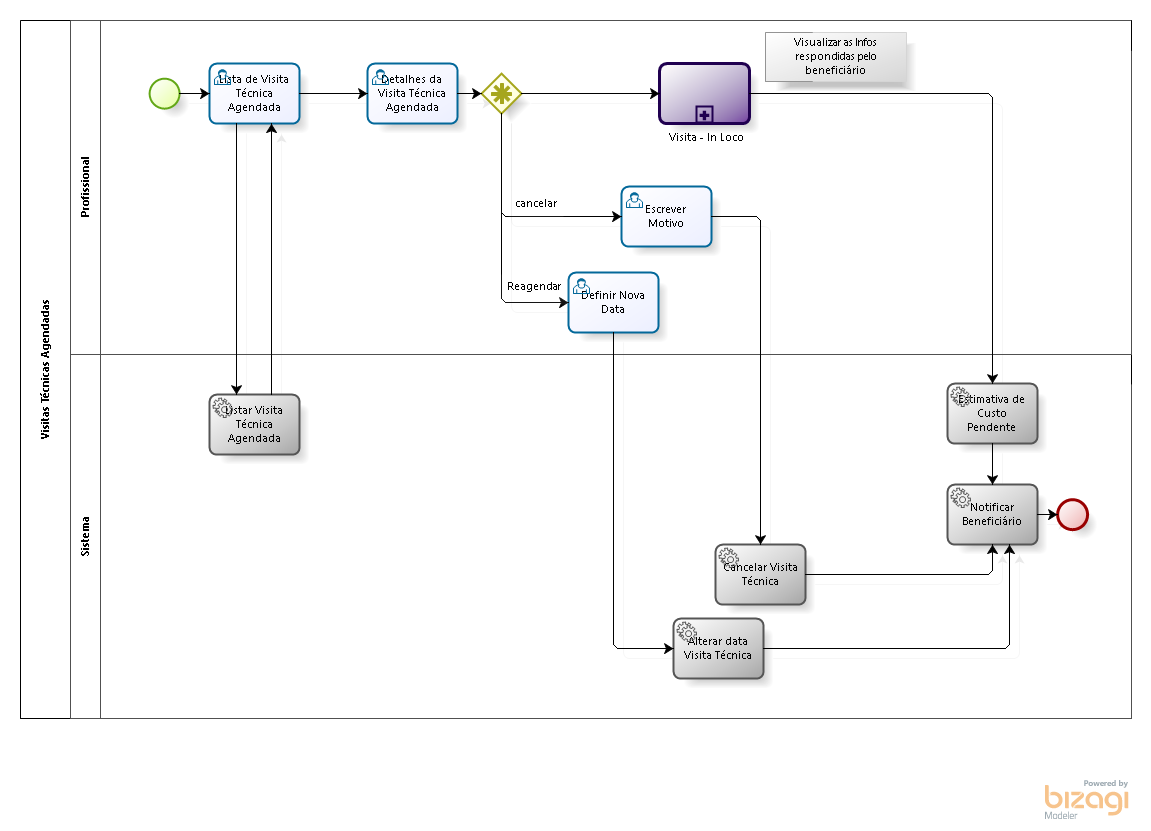 Visitas Técnicas Agendadas
Profissional
Lista de Visita
Técnica
Agendada
Detalhes da
Visita Técnica
Agendada
Visita - In Loco
Visualizar as Infos
respondidas pelo
beneficiário
cancelar
Escrever
Motivo
Reagendar
Definir Nova
Data
Sistema
Listar Visita
Técnica
Agendada
Estimativa de
Custo
Pendente
Notificar
Beneficiário
Cancelar Visita
Técnica
Alterar data
Visita Técnica
Powered by
bizagi
Modeler